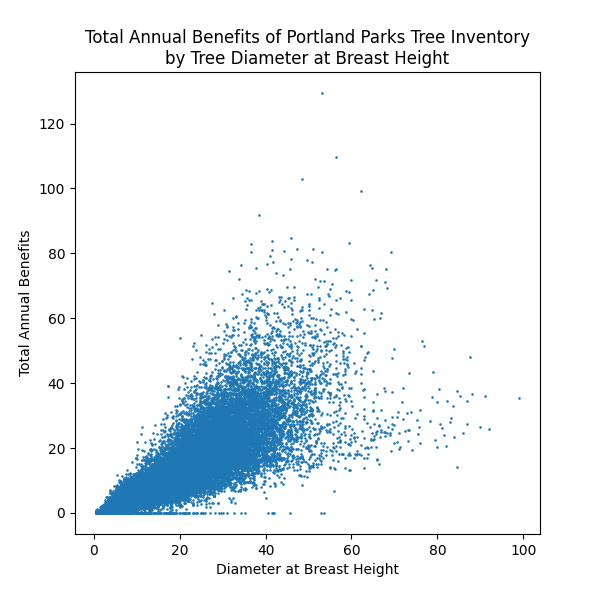 Total Annual Benefits of Portland Parks Tree Inventory
by Tree Diameter at Breast Height
120
100
80
60
40
20
0
Total Annual Benefits
0 20 40 60 80 100
Diameter at Breast Height